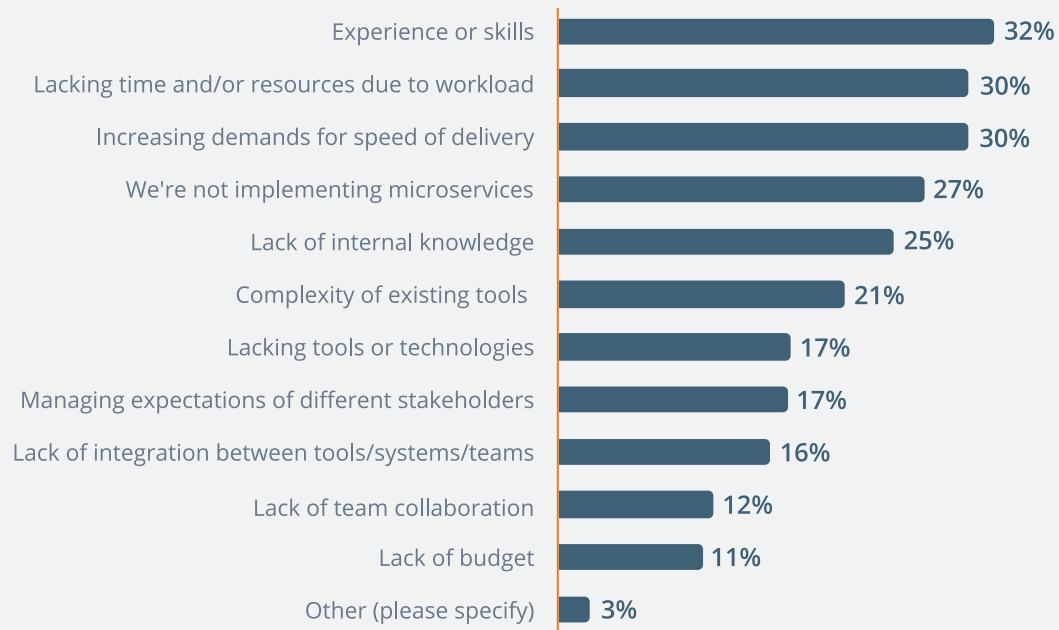 Experience or skills 32%
Lacking time and/or resources due to workload 30%
Increasing demands for speed of delivery 30%
We're not implementing microservices 27%
Lack of internal knowledge 25%
Complexity of existing tools 21%
Lacking tools or technologies 17%
Managing expectations of different stakeholders 17%
Lack of integration between tools/systems/teams 16%
Lack of team collaboration 12%
Lack of budget 11%
Other (please specify) 3%